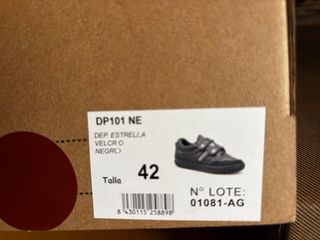 DP101 NE
DEP. ESTRELLA
VELCRO
NEGRO
Talla 42
8 430115 258898
Nº LOTE:
01081-AG